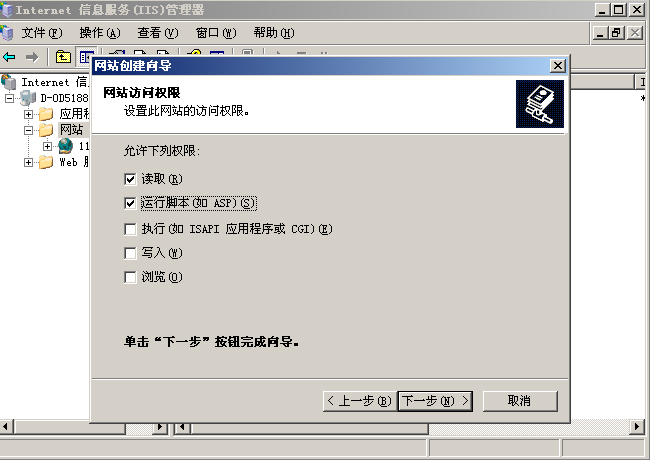 Internet 信息服务(IIS)管理器
文件(F) 操作(A) 查看(V) 窗口(W) 帮助(H)
网站创建向导
Internet 信
D-OD5188
应用程
网站
11
Web 服
网站访问权限
设置此网站的访问权限。
允许下列权限:
读取(R)
运行脚本(如 ASP)(S)
执行(如 ISAPI 应用程序或 CGI)(E)
写入(W)
浏览(O)
单击“下一步”按钮完成向导。
< 上一步(B) 下一步(N) > 取消